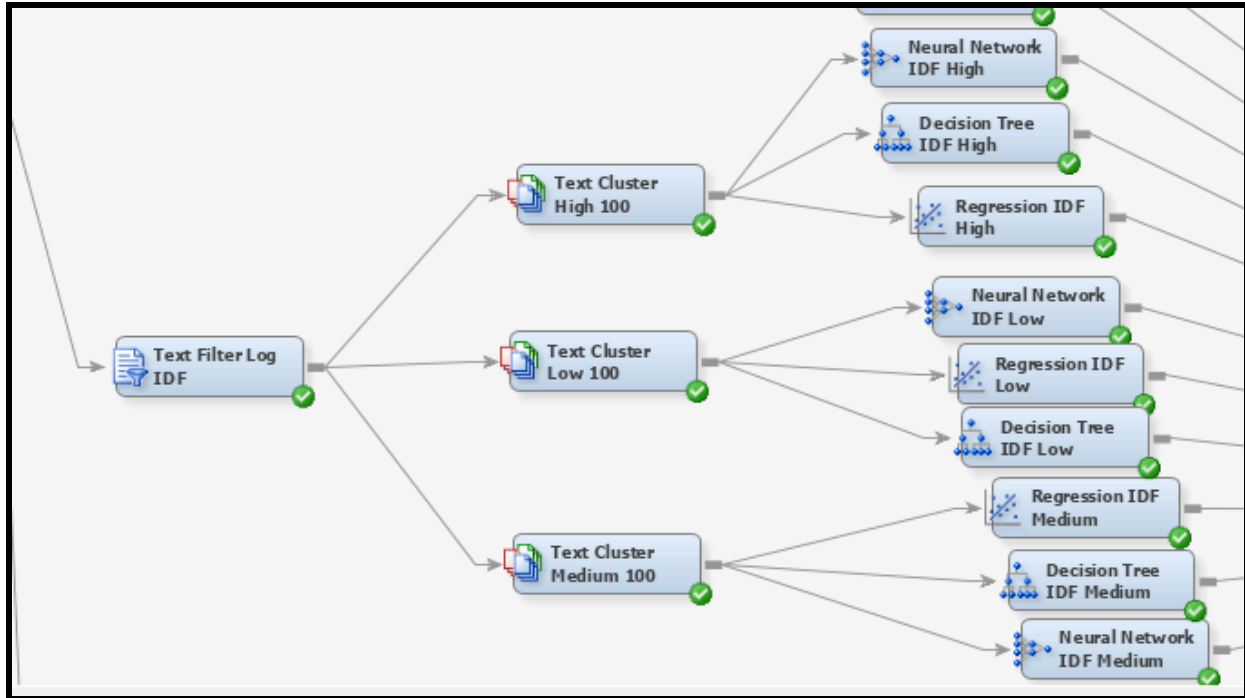 Neural Network
IDF High
Decision Tree
IDF High
Text Cluster
High 100
Regression IDF
High
Neural Network
IDF Low
Text Filter Log
IDF
Text Cluster
Low 100
Regression IDF
Low
Decision Tree
IDF Low
Regression IDF
Medium
Text Cluster
Medium 100
Decision Tree
IDF Medium
Neural Network
IDF Medium